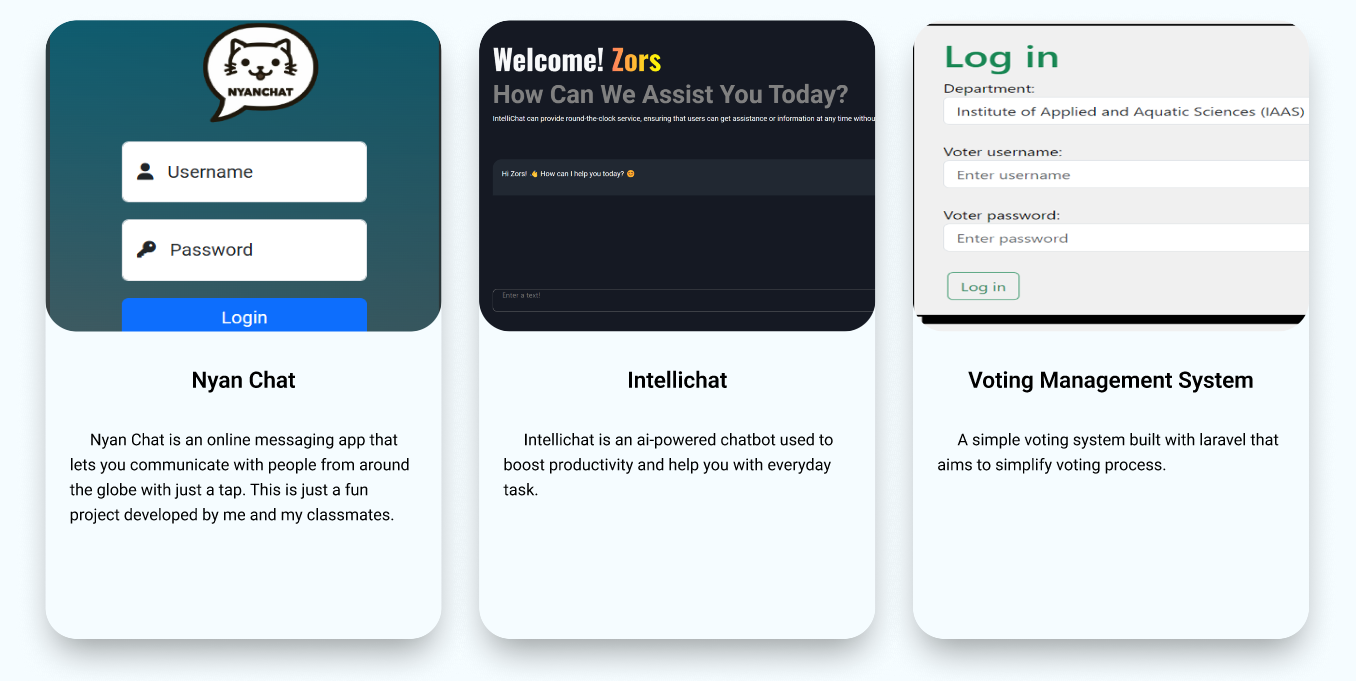 NYANCHAT
Username
Password
Login
Nyan Chat
Nyan Chat is an online messaging app that
lets you communicate with people from around
the globe with just a tap. This is just a fun
project developed by me and my classmates.
Welcome! Zors
How Can We Assist You Today?
IntelliChat can provide round-the-clock service, ensuring that users can get assistance or information at any time withou
Hi Zors! 👋 How can I help you today? 😊
Enter a text!
Intellichat
Intellichat is an ai-powered chatbot used to
boost productivity and help you with everyday
task.
Log in
Department:
Institute of Applied and Aquatic Sciences (IAAS)
Voter username:
Enter username
Voter password:
Enter password
Log in
Voting Management System
A simple voting system built with laravel that
aims to simplify voting process.